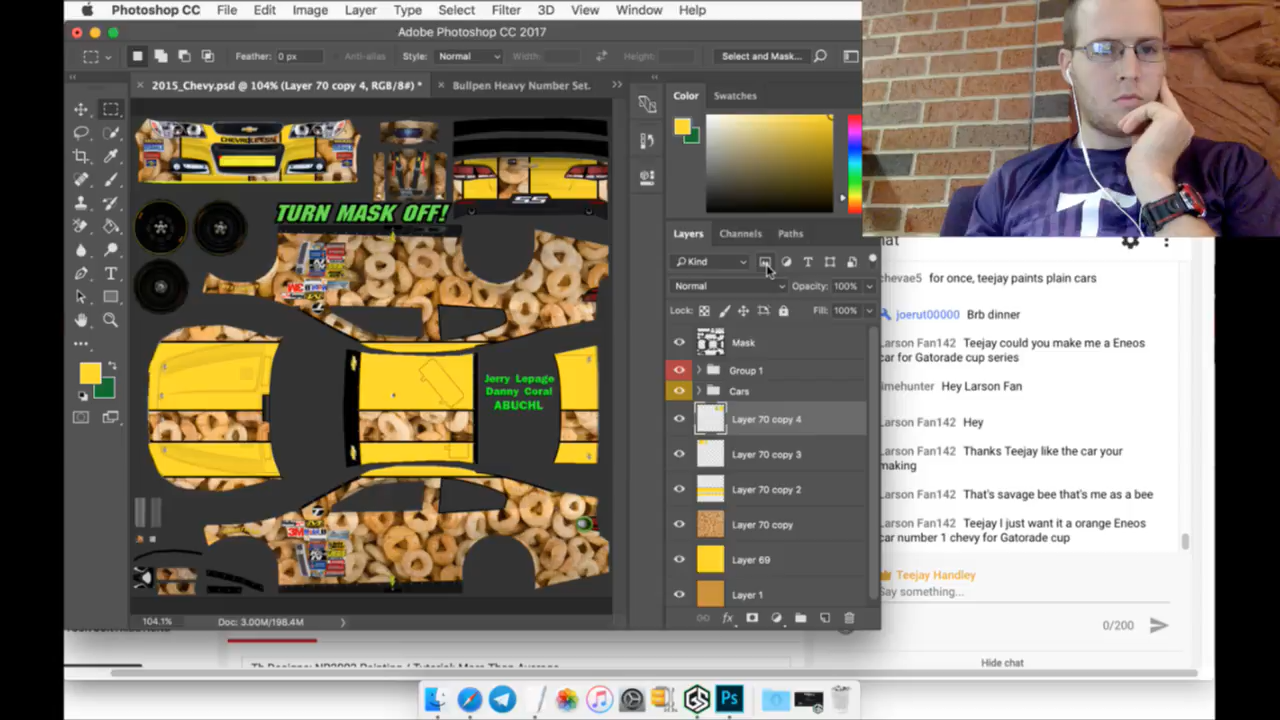 Photoshop CC File Edit Image Layer Type Select Filter 3D View Window Help
Adobe Photoshop CC 2017
Feather: 0 px Anti-alias Style: Normal Width: Height: Select and Mask...
2015_Chevy.psd @ 104% (Layer 70 copy 4, RGB/8#) * Bullpen Heavy Number Set.
Color Swatches
TURN MASK OFF!
55
Jerry Lepage
Danny Coral
ABUCHL
3M
Layers Channels Paths
Kind
Normal Opacity: 100%
Lock: Fill: 100%
Mask
Group 1
Cars
Layer 70 copy 4
Layer 70 copy 3
Layer 70 copy 2
Layer 70 copy
Layer 69
Layer 1
fx
104.1% Doc: 3.00M/198.4M
chevae5 for once, teejay paints plain cars
joerut00000 Brb dinner
Larson Fan142 Teejay could you make me a Eneos
car for Gatorade cup series
imehunter Hey Larson Fan
Larson Fan142 Hey
Larson Fan142 Thanks Teejay like the car your
making
Larson Fan142 That's savage bee that's me as a bee
Larson Fan142 Teejay I just want it a orange Eneos
car number 1 chevy for Gatorade cup
Teejay Handley
Say something...
0/200
Hide chat
Ps